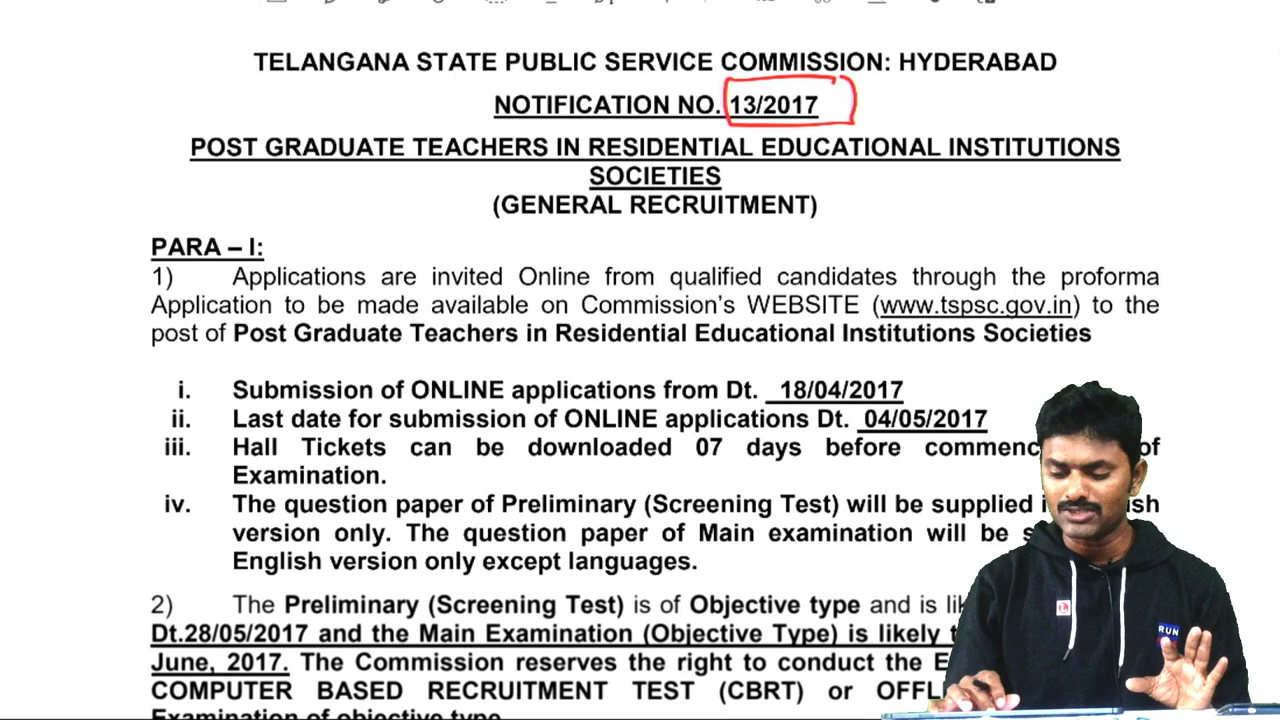 TELANGANA STATE PUBLIC SERVICE COMMISSION: HYDERABAD
NOTIFICATION NO. 13/2017
POST GRADUATE TEACHERS IN RESIDENTIAL EDUCATIONAL INSTITUTIONS
SOCIETIES
(GENERAL RECRUITMENT)
PARA – I:
1) Applications are invited Online from qualified candidates through the proforma
Application to be made available on Commission's WEBSITE (www.tspsc.gov.in) to the
post of Post Graduate Teachers in Residential Educational Institutions Societies
i. Submission of ONLINE applications from Dt. 18/04/2017
ii. Last date for submission of ONLINE applications Dt. 04/05/2017
iii. Hall Tickets can be downloaded 07 days before of
Examination.
iv. The question paper of Preliminary (Screening Test) will be supplied
version only. The question paper of Main examination will be
English version only except languages.
2) The Preliminary (Screening Test) is of Objective type and is
Dt.28/05/2017 and the Main Examination (Objective Type) is likely
June, 2017. The Commission reserves the right to conduct the
COMPUTER BASED RECRUITMENT TEST (CBRT) or
Examination of objective type
RUN